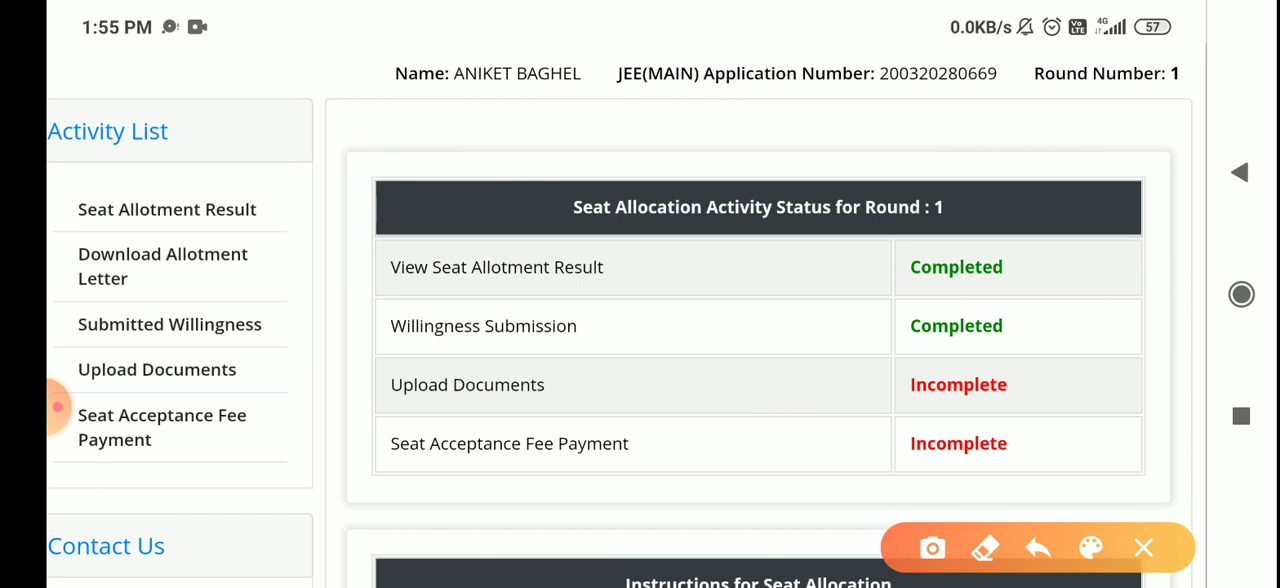 1:55 PM
0.0KB/s
Vo LTE
4G
57
Name: ANIKET BAGHEL JEE(MAIN) Application Number: 200320280669 Round Number: 1
Activity List
Seat Allotment Result
Download Allotment
Letter
Submitted Willingness
Upload Documents
Seat Acceptance Fee
Payment
Contact Us
Seat Allocation Activity Status for Round : 1
View Seat Allotment Result Completed
Willingness Submission Completed
Upload Documents Incomplete
Seat Acceptance Fee Payment Incomplete
Instructions for Seat Allocation